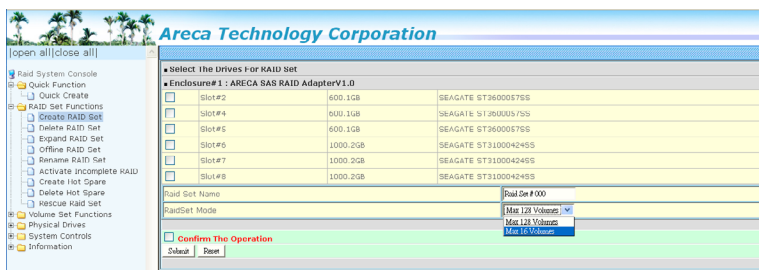 Areca Technology Corporation
|open all|close all|
Raid System Console
Quick Function
Quick Create
RAID Set Functions
Create RAID Set
Delete RAID Set
Expand RAID Set
Offline RAID Set
Rename RAID Set
Activate Incomplete RAID
Create Hot Spare
Delete Hot Spare
Rescue Raid Set
Volume Set Functions
Physical Drives
System Controls
Information
Select The Drives For RAID Set
Enclosure#1 : ARECA SAS RAID AdapterV1.0
Slot#2 600.1GB SEAGATE ST3600057SS
Slot#4 600.1GB SEAGATE ST3600057SS
Slot#5 600.1GB SEAGATE ST3600057SS
Slot#6 1000.2GB SEAGATE ST31000424SS
Slot#7 1000.2GB SEAGATE ST31000424SS
Slot#8 1000.2GB SEAGATE ST31000424SS
Raid Set Name Raid Set # 000
RaidSet Mode Max 128 Volumes
Max 128 Volumes
Max 16 Volumes
Confirm The Operation
Submit Reset